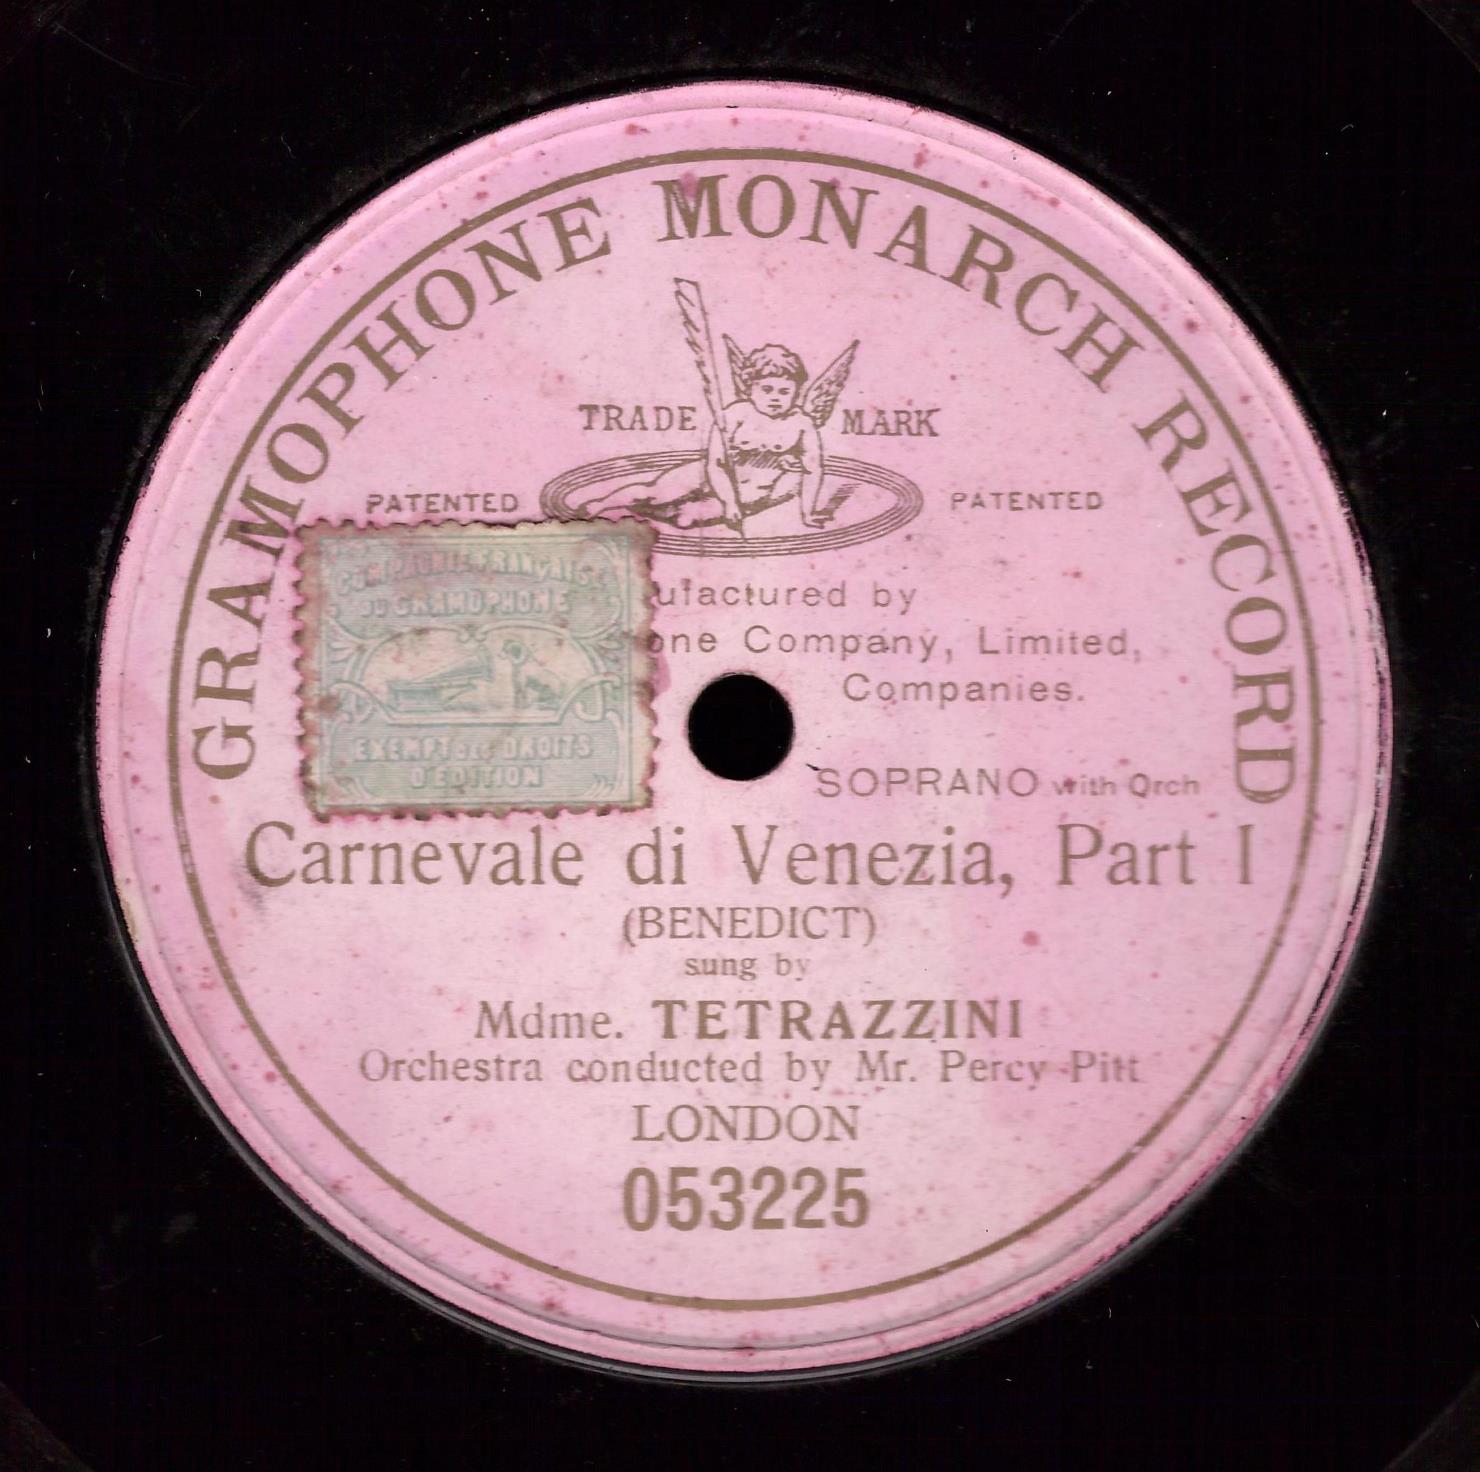 GRAMOPHONE MONARCH RECORD
TRADE MARK
PATENTED PATENTED
COMPAGNIE FRANÇAISE
DU GRAMOPHONE
EXEMPT DES DROITS
D'ÉDITION
ufactured by
one Company, Limited,
Companies.
SOPRANO with Orch
Carnevale di Venezia, Part I
(BENEDICT)
sung by
Mdme. TETRAZZINI
Orchestra conducted by Mr. Percy Pitt
LONDON
053225